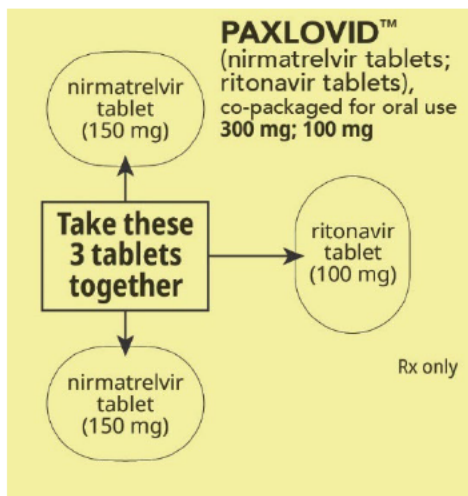 PAXLOVID™
(nirmatrelvir tablets;
ritonavir tablets),
co-packaged for oral use
300 mg; 100 mg
nirmatrelvir
tablet
(150 mg)
Take these
3 tablets
together
ritonavir
tablet
(100 mg)
nirmatrelvir
tablet
(150 mg)
Rx only